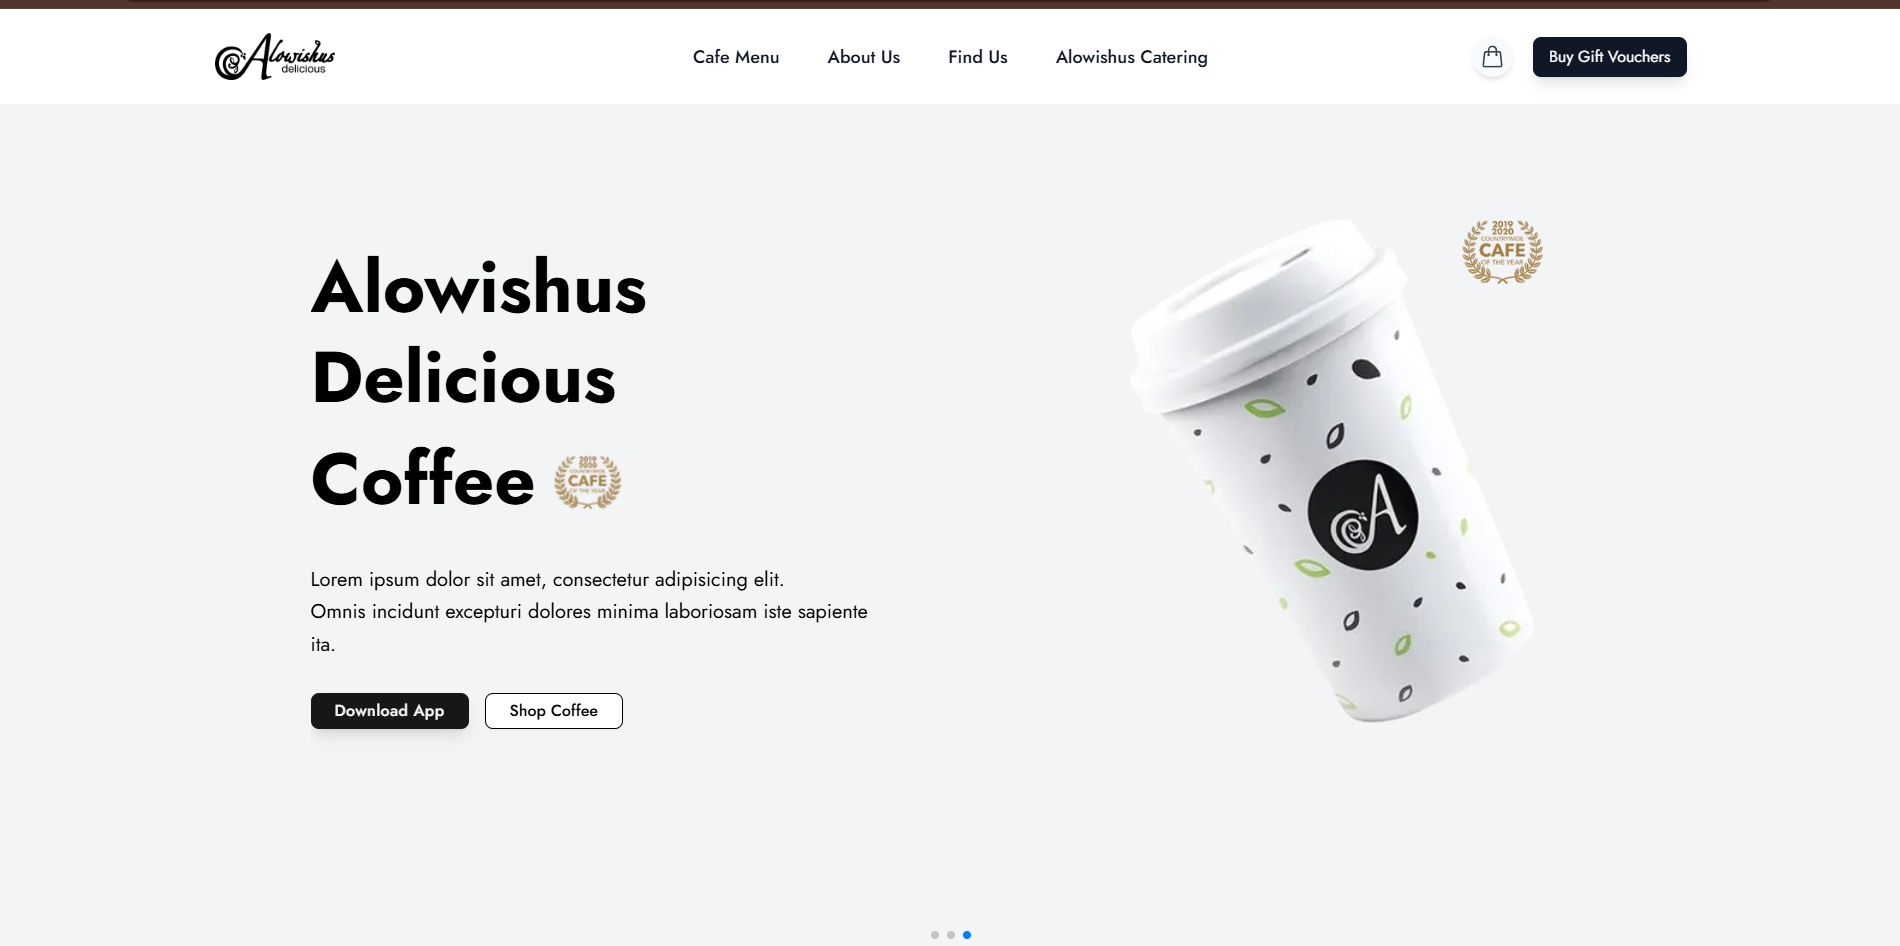 Alowishus
delicious
Cafe Menu
About Us
Find Us
Alowishus Catering
Buy Gift Vouchers
2019
2020
COUNTRYWIDE
CAFE
OF THE YEAR
Alowishus
Delicious
Coffee
2019
2020
COUNTRYWIDE
CAFE
OF THE YEAR
A
Lorem ipsum dolor sit amet, consectetur adipisicing elit.
Omnis incidunt excepturi dolores minima laboriosam iste sapiente
ita.
Download App
Shop Coffee